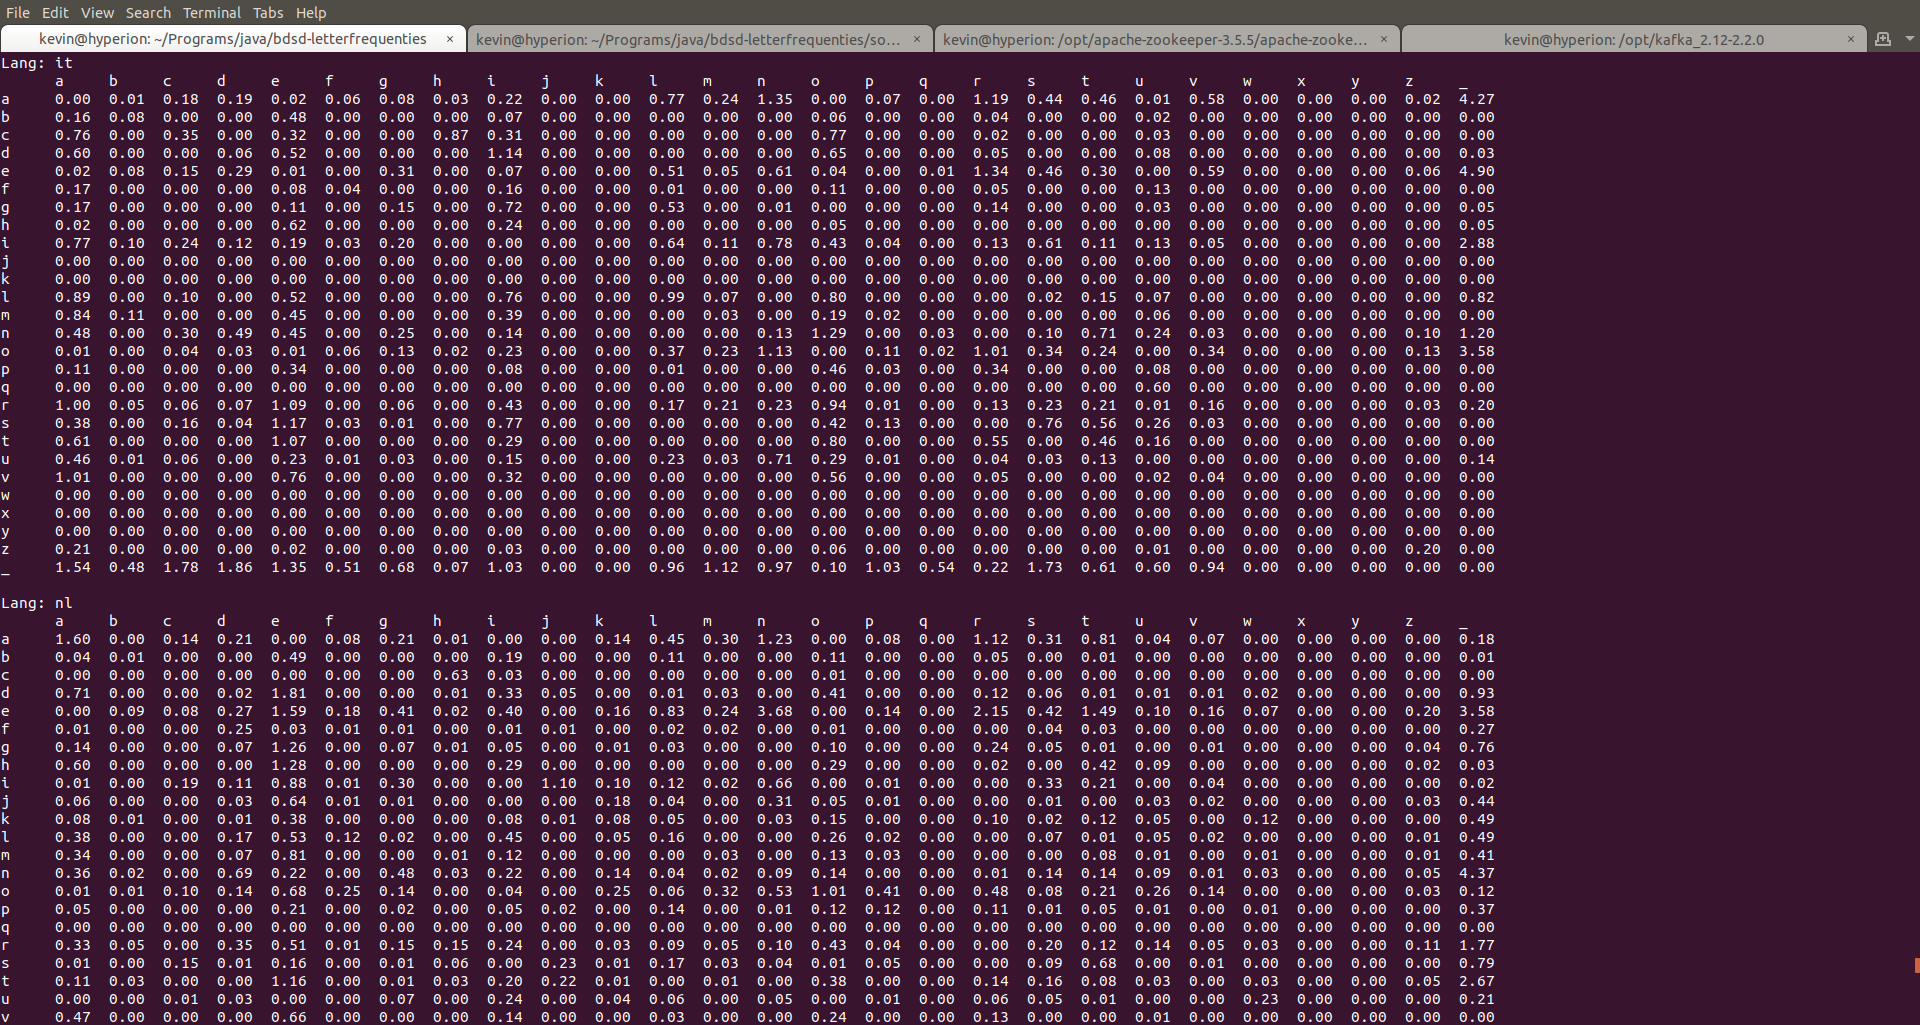 File Edit View Search Terminal Tabs Help
kevin@hyperion: ~/Programs/java/bdsd-letterfrequenties × kevin@hyperion: ~/Programs/java/bdsd-letterfrequenties/so... × kevin@hyperion: /opt/apache-zookeeper-3.5.5/apache-zooke... × kevin@hyperion: /opt/kafka_2.12-2.2.0 ×
Lang: it
a b c d e f g h i j k l m n o p q r s t u v w x y z _
a 0.00 0.01 0.18 0.19 0.02 0.06 0.08 0.03 0.22 0.00 0.00 0.77 0.24 1.35 0.00 0.07 0.00 1.19 0.44 0.46 0.01 0.58 0.00 0.00 0.00 0.02 4.27
b 0.16 0.08 0.00 0.00 0.48 0.00 0.00 0.00 0.07 0.00 0.00 0.00 0.00 0.00 0.06 0.00 0.00 0.04 0.00 0.00 0.02 0.00 0.00 0.00 0.00 0.00 0.00
c 0.76 0.00 0.35 0.00 0.32 0.00 0.00 0.87 0.31 0.00 0.00 0.00 0.00 0.00 0.77 0.00 0.00 0.02 0.00 0.00 0.03 0.00 0.00 0.00 0.00 0.00 0.00
d 0.60 0.00 0.00 0.06 0.52 0.00 0.00 0.00 1.14 0.00 0.00 0.00 0.00 0.00 0.65 0.00 0.00 0.05 0.00 0.00 0.08 0.00 0.00 0.00 0.00 0.00 0.03
e 0.02 0.08 0.15 0.29 0.01 0.00 0.31 0.00 0.07 0.00 0.00 0.51 0.05 0.61 0.04 0.00 0.01 1.34 0.46 0.30 0.00 0.59 0.00 0.00 0.00 0.06 4.90
f 0.17 0.00 0.00 0.00 0.08 0.04 0.00 0.00 0.16 0.00 0.00 0.01 0.00 0.00 0.11 0.00 0.00 0.05 0.00 0.00 0.13 0.00 0.00 0.00 0.00 0.00 0.00
g 0.17 0.00 0.00 0.00 0.11 0.00 0.15 0.00 0.72 0.00 0.00 0.53 0.00 0.01 0.00 0.00 0.00 0.14 0.00 0.00 0.03 0.00 0.00 0.00 0.00 0.00 0.05
h 0.02 0.00 0.00 0.00 0.62 0.00 0.00 0.00 0.24 0.00 0.00 0.00 0.00 0.00 0.05 0.00 0.00 0.00 0.00 0.00 0.00 0.00 0.00 0.00 0.00 0.00 0.05
i 0.77 0.10 0.24 0.12 0.19 0.03 0.20 0.00 0.00 0.00 0.00 0.64 0.11 0.78 0.43 0.04 0.00 0.13 0.61 0.11 0.13 0.05 0.00 0.00 0.00 0.00 2.88
j 0.00 0.00 0.00 0.00 0.00 0.00 0.00 0.00 0.00 0.00 0.00 0.00 0.00 0.00 0.00 0.00 0.00 0.00 0.00 0.00 0.00 0.00 0.00 0.00 0.00 0.00 0.00
k 0.00 0.00 0.00 0.00 0.00 0.00 0.00 0.00 0.00 0.00 0.00 0.00 0.00 0.00 0.00 0.00 0.00 0.00 0.00 0.00 0.00 0.00 0.00 0.00 0.00 0.00 0.00
l 0.89 0.00 0.10 0.00 0.52 0.00 0.00 0.00 0.76 0.00 0.00 0.99 0.07 0.00 0.80 0.00 0.00 0.00 0.02 0.15 0.07 0.00 0.00 0.00 0.00 0.00 0.82
m 0.84 0.11 0.00 0.00 0.45 0.00 0.00 0.00 0.39 0.00 0.00 0.00 0.03 0.00 0.19 0.02 0.00 0.00 0.00 0.00 0.06 0.00 0.00 0.00 0.00 0.00 0.00
n 0.48 0.00 0.30 0.49 0.45 0.00 0.25 0.00 0.14 0.00 0.00 0.00 0.00 0.13 1.29 0.00 0.03 0.00 0.10 0.71 0.24 0.03 0.00 0.00 0.00 0.10 1.20
o 0.01 0.00 0.04 0.03 0.01 0.06 0.13 0.02 0.23 0.00 0.00 0.37 0.23 1.13 0.00 0.11 0.02 1.01 0.34 0.24 0.00 0.34 0.00 0.00 0.00 0.13 3.58
p 0.11 0.00 0.00 0.00 0.34 0.00 0.00 0.00 0.08 0.00 0.00 0.01 0.00 0.00 0.46 0.03 0.00 0.34 0.00 0.00 0.08 0.00 0.00 0.00 0.00 0.00 0.00
q 0.00 0.00 0.00 0.00 0.00 0.00 0.00 0.00 0.00 0.00 0.00 0.00 0.00 0.00 0.00 0.00 0.00 0.00 0.00 0.00 0.60 0.00 0.00 0.00 0.00 0.00 0.00
r 1.00 0.05 0.06 0.07 1.09 0.00 0.06 0.00 0.43 0.00 0.00 0.17 0.21 0.23 0.94 0.01 0.00 0.13 0.23 0.21 0.01 0.16 0.00 0.00 0.00 0.03 0.20
s 0.38 0.00 0.16 0.04 1.17 0.03 0.01 0.00 0.77 0.00 0.00 0.00 0.00 0.00 0.42 0.13 0.00 0.00 0.76 0.56 0.26 0.03 0.00 0.00 0.00 0.00 0.00
t 0.61 0.00 0.00 0.00 1.07 0.00 0.00 0.00 0.29 0.00 0.00 0.00 0.00 0.00 0.80 0.00 0.00 0.55 0.00 0.46 0.16 0.00 0.00 0.00 0.00 0.00 0.00
u 0.46 0.01 0.06 0.00 0.23 0.01 0.03 0.00 0.15 0.00 0.00 0.23 0.03 0.71 0.29 0.01 0.00 0.04 0.03 0.13 0.00 0.00 0.00 0.00 0.00 0.00 0.14
v 1.01 0.00 0.00 0.00 0.76 0.00 0.00 0.00 0.32 0.00 0.00 0.00 0.00 0.00 0.56 0.00 0.00 0.05 0.00 0.00 0.02 0.04 0.00 0.00 0.00 0.00 0.00
w 0.00 0.00 0.00 0.00 0.00 0.00 0.00 0.00 0.00 0.00 0.00 0.00 0.00 0.00 0.00 0.00 0.00 0.00 0.00 0.00 0.00 0.00 0.00 0.00 0.00 0.00 0.00
x 0.00 0.00 0.00 0.00 0.00 0.00 0.00 0.00 0.00 0.00 0.00 0.00 0.00 0.00 0.00 0.00 0.00 0.00 0.00 0.00 0.00 0.00 0.00 0.00 0.00 0.00 0.00
y 0.00 0.00 0.00 0.00 0.00 0.00 0.00 0.00 0.00 0.00 0.00 0.00 0.00 0.00 0.00 0.00 0.00 0.00 0.00 0.00 0.00 0.00 0.00 0.00 0.00 0.00 0.00
z 0.21 0.00 0.00 0.00 0.02 0.00 0.00 0.00 0.03 0.00 0.00 0.00 0.00 0.00 0.06 0.00 0.00 0.00 0.00 0.00 0.01 0.00 0.00 0.00 0.00 0.20 0.00
_ 1.54 0.48 1.78 1.86 1.35 0.51 0.68 0.07 1.03 0.00 0.00 0.96 1.12 0.97 0.10 1.03 0.54 0.22 1.73 0.61 0.60 0.94 0.00 0.00 0.00 0.00 0.00
Lang: nl
a b c d e f g h i j k l m n o p q r s t u v w x y z _
a 1.60 0.00 0.14 0.21 0.00 0.08 0.21 0.01 0.00 0.00 0.14 0.45 0.30 1.23 0.00 0.08 0.00 1.12 0.31 0.81 0.04 0.07 0.00 0.00 0.00 0.00 0.18
b 0.04 0.01 0.00 0.00 0.49 0.00 0.00 0.00 0.19 0.00 0.00 0.11 0.00 0.00 0.11 0.00 0.00 0.05 0.00 0.01 0.00 0.00 0.00 0.00 0.00 0.00 0.01
c 0.00 0.00 0.00 0.00 0.00 0.00 0.00 0.63 0.03 0.00 0.00 0.00 0.00 0.00 0.01 0.00 0.00 0.00 0.00 0.00 0.00 0.00 0.00 0.00 0.00 0.00 0.00
d 0.71 0.00 0.00 0.02 1.81 0.00 0.00 0.01 0.33 0.05 0.00 0.01 0.03 0.00 0.41 0.00 0.00 0.12 0.06 0.01 0.01 0.01 0.02 0.00 0.00 0.00 0.93
e 0.00 0.09 0.08 0.27 1.59 0.18 0.41 0.02 0.40 0.00 0.16 0.83 0.24 3.68 0.00 0.14 0.00 2.15 0.42 1.49 0.10 0.16 0.07 0.00 0.00 0.20 3.58
f 0.01 0.00 0.00 0.25 0.03 0.01 0.01 0.00 0.01 0.01 0.00 0.02 0.02 0.00 0.01 0.00 0.00 0.00 0.04 0.03 0.00 0.00 0.00 0.00 0.00 0.00 0.27
g 0.14 0.00 0.00 0.07 1.26 0.00 0.07 0.01 0.05 0.00 0.01 0.03 0.00 0.00 0.10 0.00 0.00 0.24 0.05 0.01 0.00 0.01 0.00 0.00 0.00 0.04 0.76
h 0.60 0.00 0.00 0.00 1.28 0.00 0.00 0.00 0.29 0.00 0.00 0.00 0.00 0.00 0.29 0.00 0.00 0.02 0.00 0.42 0.09 0.00 0.00 0.00 0.00 0.02 0.03
i 0.01 0.00 0.19 0.11 0.88 0.01 0.30 0.00 0.00 1.10 0.10 0.12 0.02 0.66 0.00 0.01 0.00 0.00 0.33 0.21 0.00 0.04 0.00 0.00 0.00 0.00 0.02
j 0.06 0.00 0.00 0.03 0.64 0.01 0.01 0.00 0.00 0.00 0.18 0.04 0.00 0.31 0.05 0.01 0.00 0.00 0.01 0.00 0.03 0.02 0.00 0.00 0.00 0.03 0.44
k 0.08 0.01 0.00 0.01 0.38 0.00 0.00 0.00 0.08 0.01 0.08 0.05 0.00 0.03 0.15 0.00 0.00 0.10 0.02 0.12 0.05 0.00 0.12 0.00 0.00 0.00 0.49
l 0.38 0.00 0.00 0.17 0.53 0.12 0.02 0.00 0.45 0.00 0.05 0.16 0.00 0.00 0.26 0.02 0.00 0.00 0.07 0.01 0.05 0.02 0.00 0.00 0.00 0.01 0.49
m 0.34 0.00 0.00 0.07 0.81 0.00 0.00 0.01 0.12 0.00 0.00 0.00 0.03 0.00 0.13 0.03 0.00 0.00 0.00 0.08 0.01 0.00 0.01 0.00 0.00 0.01 0.41
n 0.36 0.02 0.00 0.69 0.22 0.00 0.48 0.03 0.22 0.00 0.14 0.04 0.02 0.09 0.14 0.00 0.00 0.01 0.14 0.14 0.09 0.01 0.03 0.00 0.00 0.05 4.37
o 0.01 0.01 0.10 0.14 0.68 0.25 0.14 0.00 0.04 0.00 0.25 0.06 0.32 0.53 1.01 0.41 0.00 0.48 0.08 0.21 0.26 0.14 0.00 0.00 0.00 0.03 0.12
p 0.05 0.00 0.00 0.00 0.21 0.00 0.02 0.00 0.05 0.02 0.00 0.14 0.00 0.01 0.12 0.12 0.00 0.11 0.01 0.05 0.01 0.00 0.01 0.00 0.00 0.00 0.37
q 0.00 0.00 0.00 0.00 0.00 0.00 0.00 0.00 0.00 0.00 0.00 0.00 0.00 0.00 0.00 0.00 0.00 0.00 0.00 0.00 0.00 0.00 0.00 0.00 0.00 0.00 0.00
r 0.33 0.05 0.00 0.35 0.51 0.01 0.15 0.15 0.24 0.00 0.03 0.09 0.05 0.10 0.43 0.04 0.00 0.00 0.20 0.12 0.14 0.05 0.03 0.00 0.00 0.11 1.77
s 0.01 0.00 0.15 0.01 0.16 0.00 0.01 0.06 0.00 0.23 0.01 0.17 0.03 0.04 0.01 0.05 0.00 0.00 0.09 0.68 0.00 0.01 0.00 0.00 0.00 0.00 0.79
t 0.11 0.03 0.00 0.00 1.16 0.00 0.01 0.03 0.20 0.22 0.01 0.00 0.01 0.00 0.38 0.00 0.00 0.14 0.16 0.08 0.03 0.00 0.03 0.00 0.00 0.05 2.67
u 0.00 0.00 0.01 0.03 0.00 0.00 0.07 0.00 0.24 0.00 0.04 0.06 0.00 0.05 0.00 0.01 0.00 0.06 0.05 0.01 0.00 0.00 0.23 0.00 0.00 0.00 0.21
v 0.47 0.00 0.00 0.00 0.66 0.00 0.00 0.00 0.14 0.00 0.00 0.03 0.00 0.00 0.24 0.00 0.00 0.13 0.00 0.00 0.01 0.00 0.00 0.00 0.00 0.00 0.00